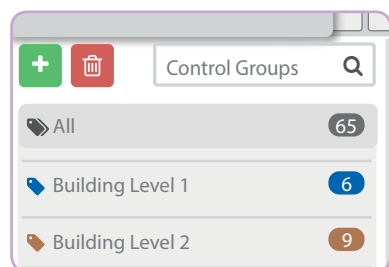 Control Groups
All 65
Building Level 1 6
Building Level 2 9